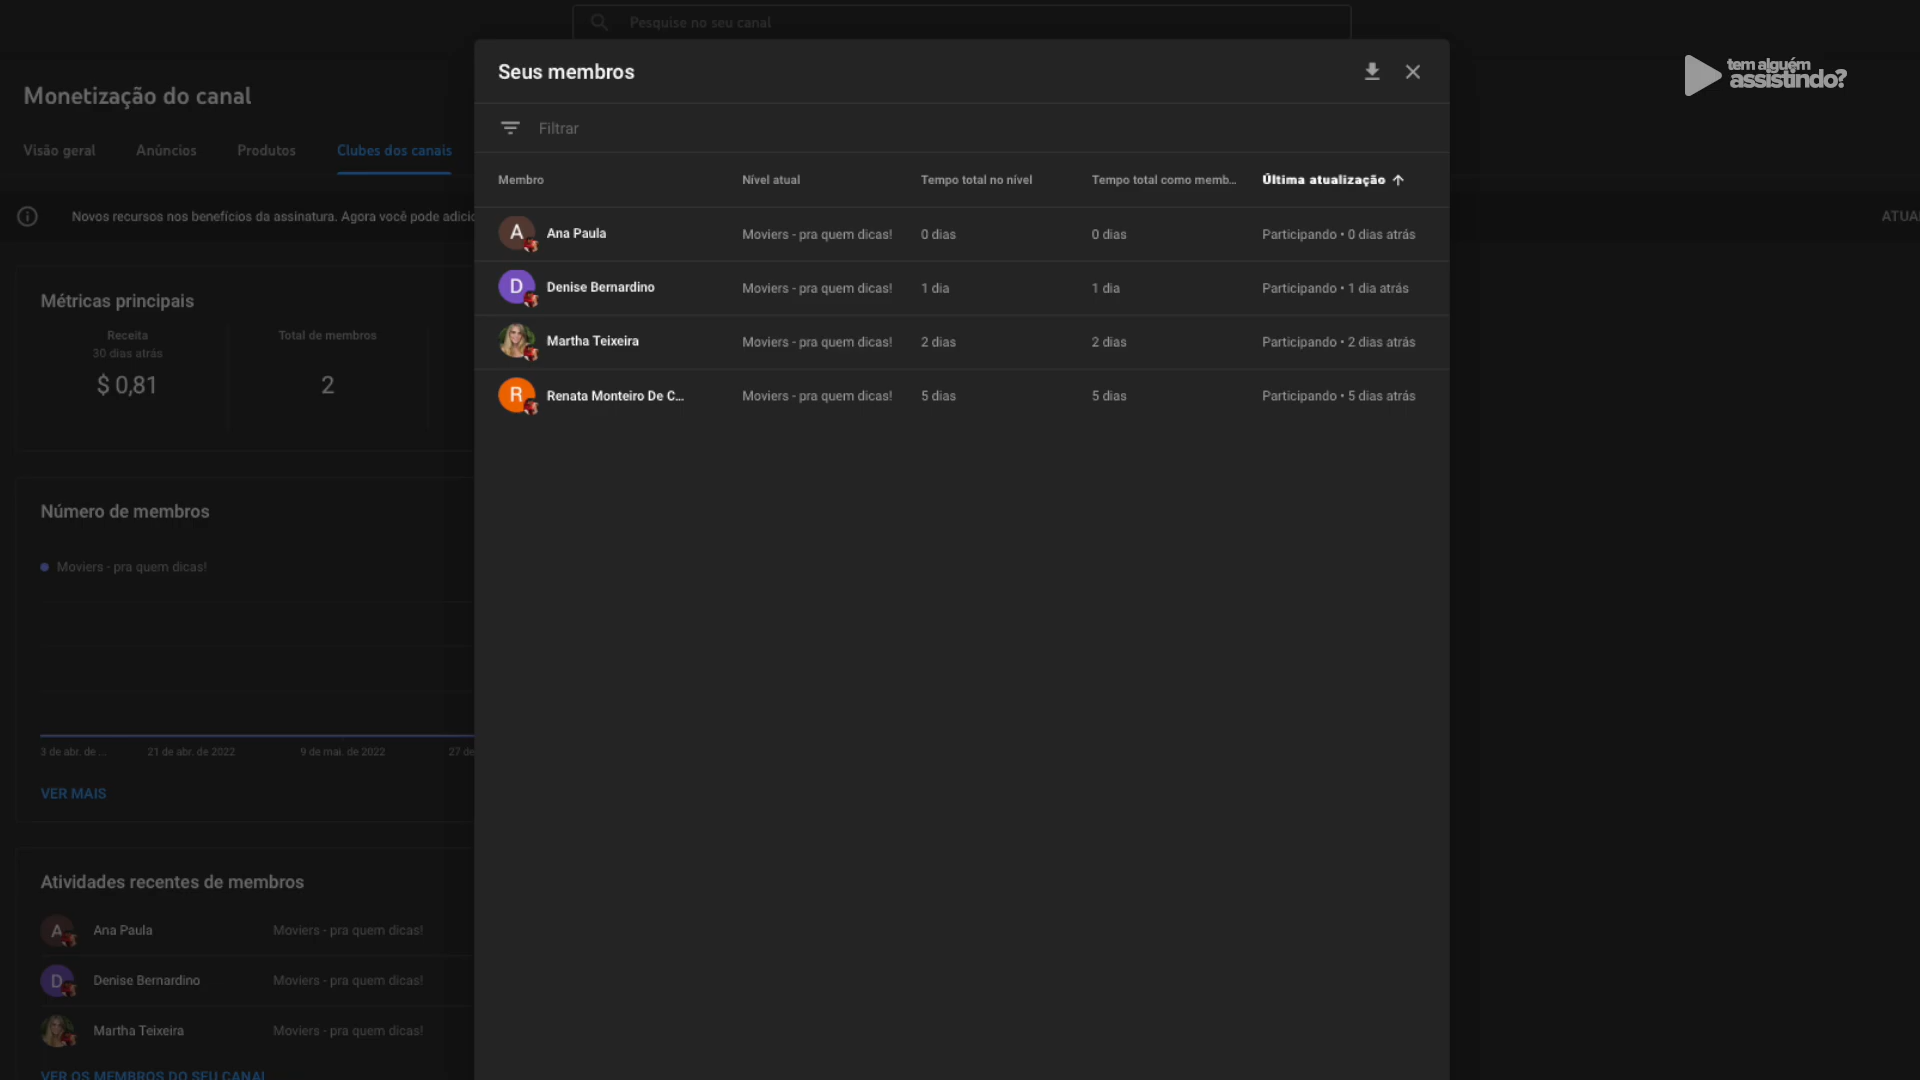 Pesquise no seu canal
tem alguém
assistindo?
Monetização do canal
Visão geral Anúncios Produtos Clubes dos canais
Novos recursos nos benefícios da assinatura. Agora você pode adicio
ATUA
Métricas principais
Receita
30 dias atrás
$ 0,81
Total de membros
2
Número de membros
Moviers - pra quem dicas!
3 de abr. de ... 21 de abr. de 2022 9 de mai. de 2022 27 de
VER MAIS
Atividades recentes de membros
A Ana Paula Moviers - pra quem dicas!
D Denise Bernardino Moviers - pra quem dicas!
Martha Teixeira Moviers - pra quem dicas!
VER OS MEMBROS DO SEU CANAL
Seus membros
Filtrar
Membro Nível atual Tempo total no nível Tempo total como memb... Última atualização
A Ana Paula Moviers - pra quem dicas! 0 dias 0 dias Participando • 0 dias atrás
D Denise Bernardino Moviers - pra quem dicas! 1 dia 1 dia Participando • 1 dia atrás
Martha Teixeira Moviers - pra quem dicas! 2 dias 2 dias Participando • 2 dias atrás
R Renata Monteiro De C... Moviers - pra quem dicas! 5 dias 5 dias Participando • 5 dias atrás